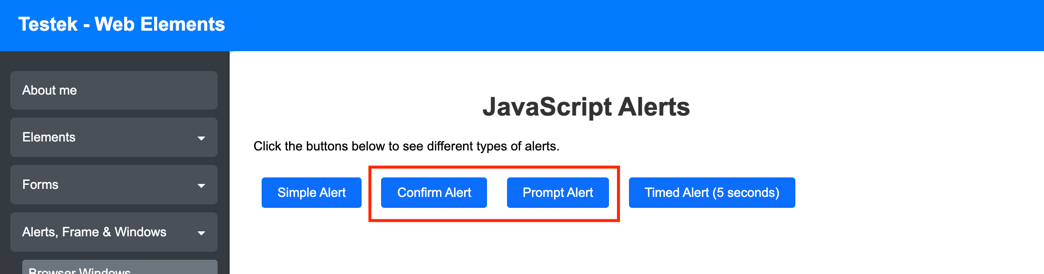 Testek - Web Elements
About me
Elements
Forms
Alerts, Frame & Windows
Browser Windows
JavaScript Alerts
Click the buttons below to see different types of alerts.
Simple Alert
Confirm Alert
Prompt Alert
Timed Alert (5 seconds)